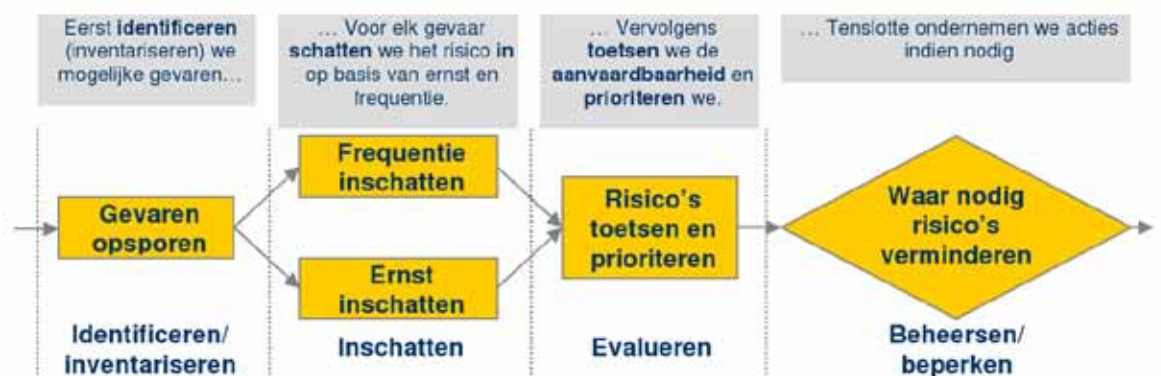 Eerst identificeren
(inventariseren) we
mogelijke gevaren…
… Voor elk gevaar
schatten we het risico in
op basis van ernst en
frequentie.
… Vervolgens
toetsen we de
aanvaardbaarheid en
prioriteren we.
… Tenslotte ondernemen we acties
indien nodig
Gevaren
opsporen
Frequentie
inschatten
Ernst
inschatten
Risico's
toetsen en
prioriteren
Waar nodig
risico's
verminderen
Identificeren/
inventariseren
Inschatten
Evalueren
Beheersen/
beperken